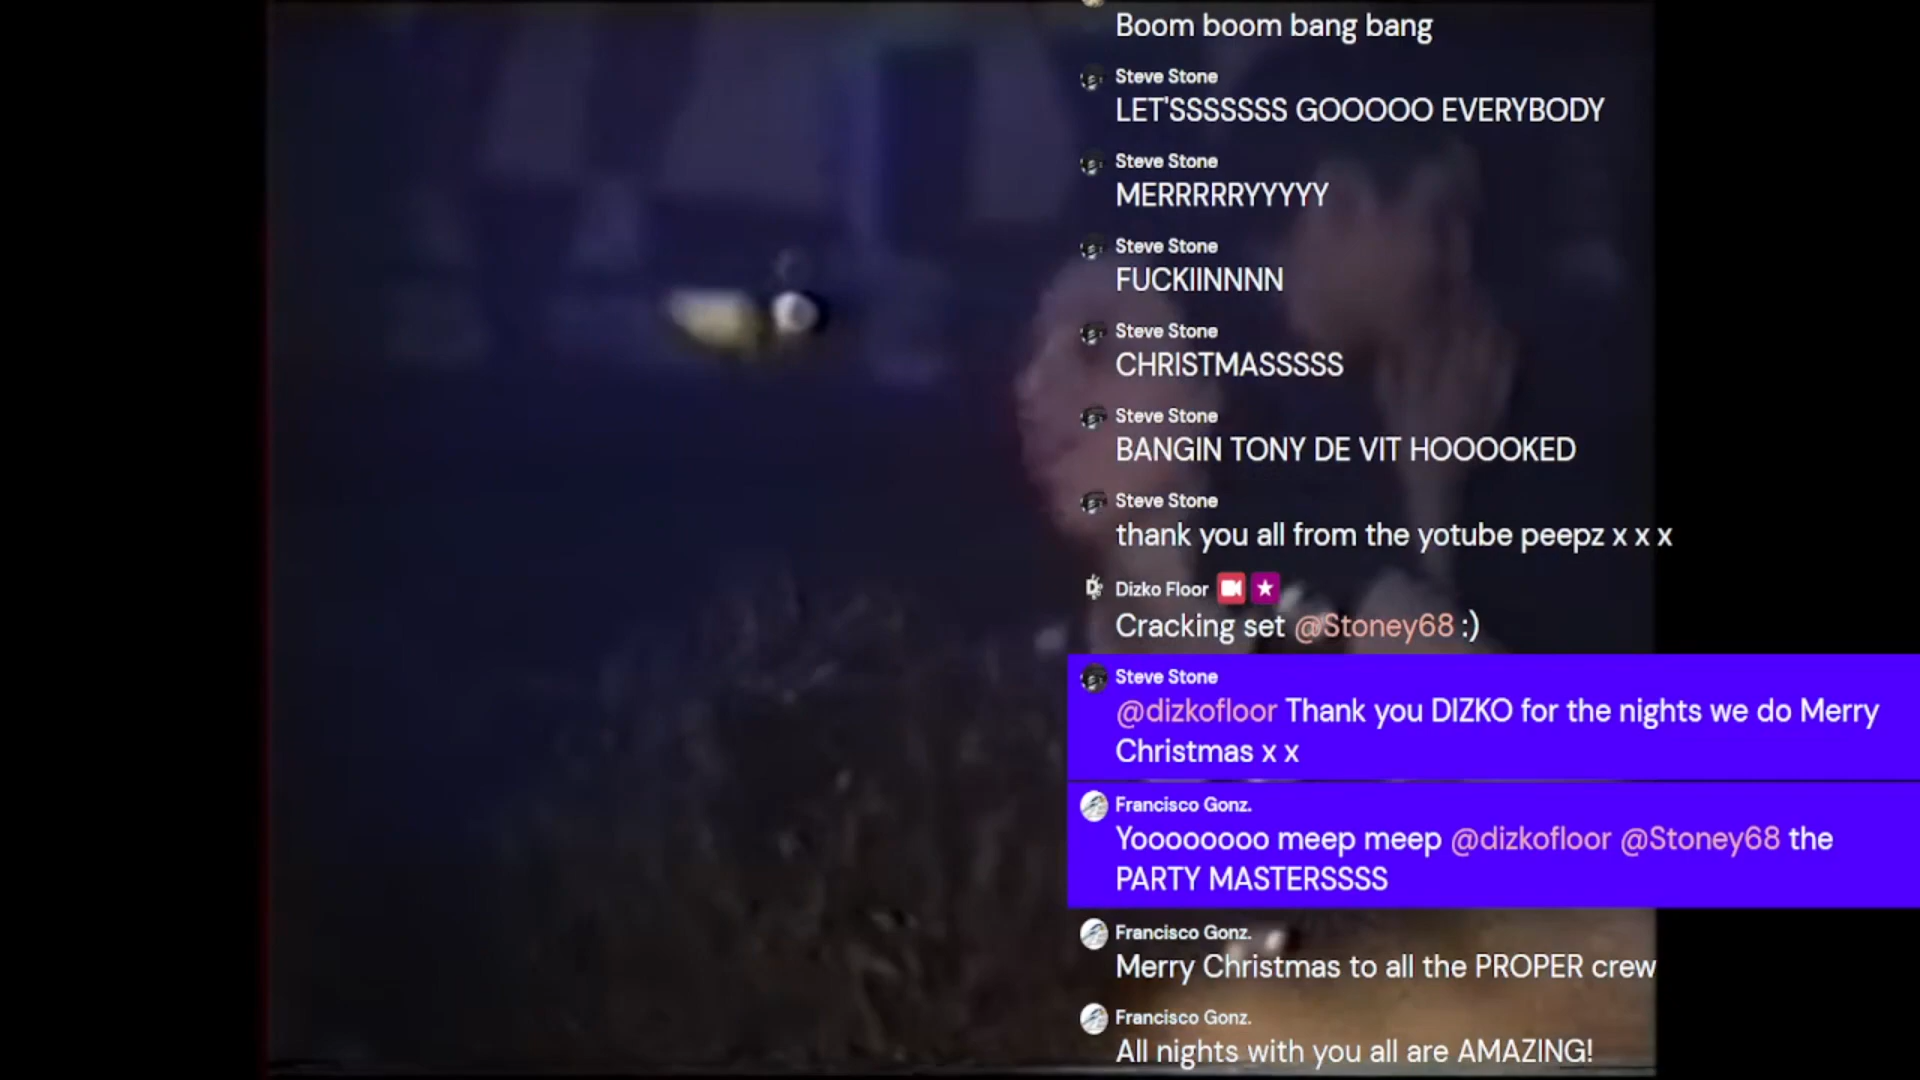 Boom boom bang bang
Steve Stone
LET'SSSSSSS GOOOOO EVERYBODY
Steve Stone
MERRRRRYYYYY
Steve Stone
FUCKIINNNN
Steve Stone
CHRISTMASSSSS
Steve Stone
BANGIN TONY DE VIT HOOOOKED
Steve Stone
thank you all from the yotube peepz x x x
Dizko Floor
Cracking set @Stoney68 :)
Steve Stone
@dizkofloor Thank you DIZKO for the nights we do Merry
Christmas x x
Francisco Gonz.
Yoooooooo meep meep @dizkofloor @Stoney68 the
PARTY MASTERSSSS
Francisco Gonz.
Merry Christmas to all the PROPER crew
Francisco Gonz.
All nights with you all are AMAZING!